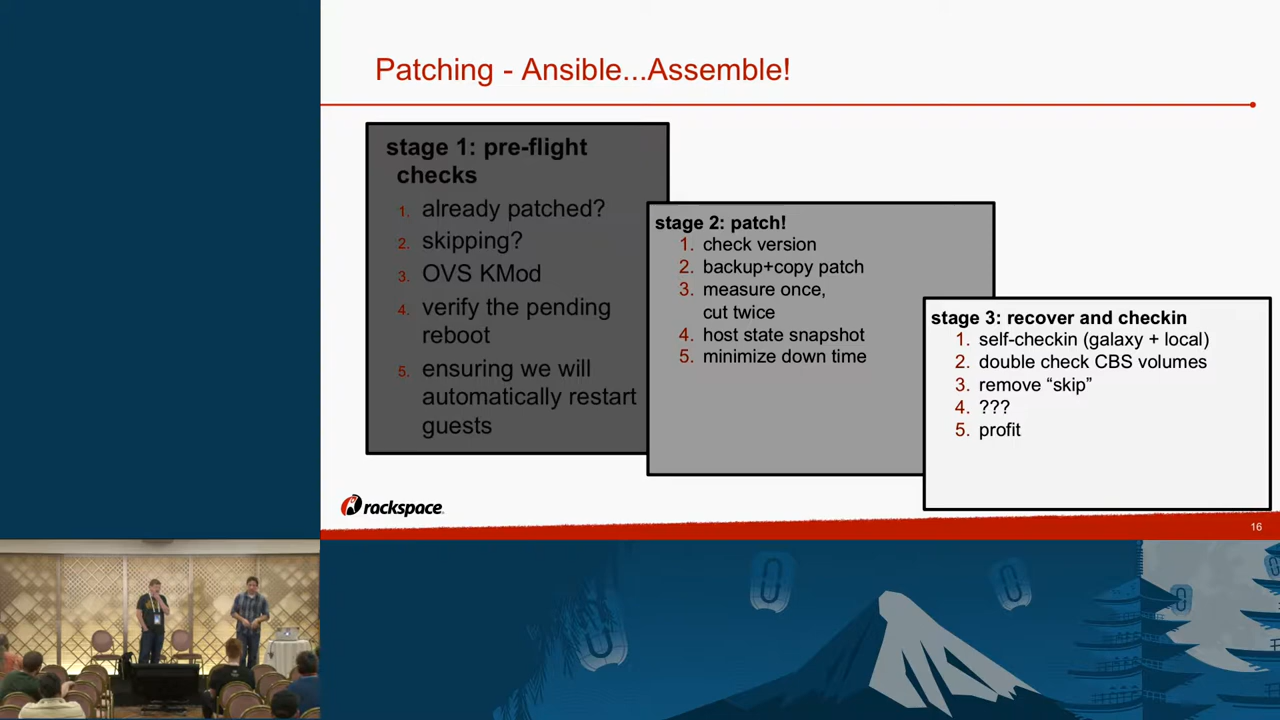 Patching - Ansible...Assemble!
stage 1: pre-flight
checks
1. already patched?
2. skipping?
3. OVS KMod
4. verify the pending
reboot
5. ensuring we will
automatically restart
guests
stage 2: patch!
1. check version
2. backup+copy patch
3. measure once,
cut twice
4. host state snapshot
5. minimize down time
stage 3: recover and checkin
1. self-checkin (galaxy + local)
2. double check CBS volumes
3. remove “skip”
4. ???
5. profit
rackspace
16